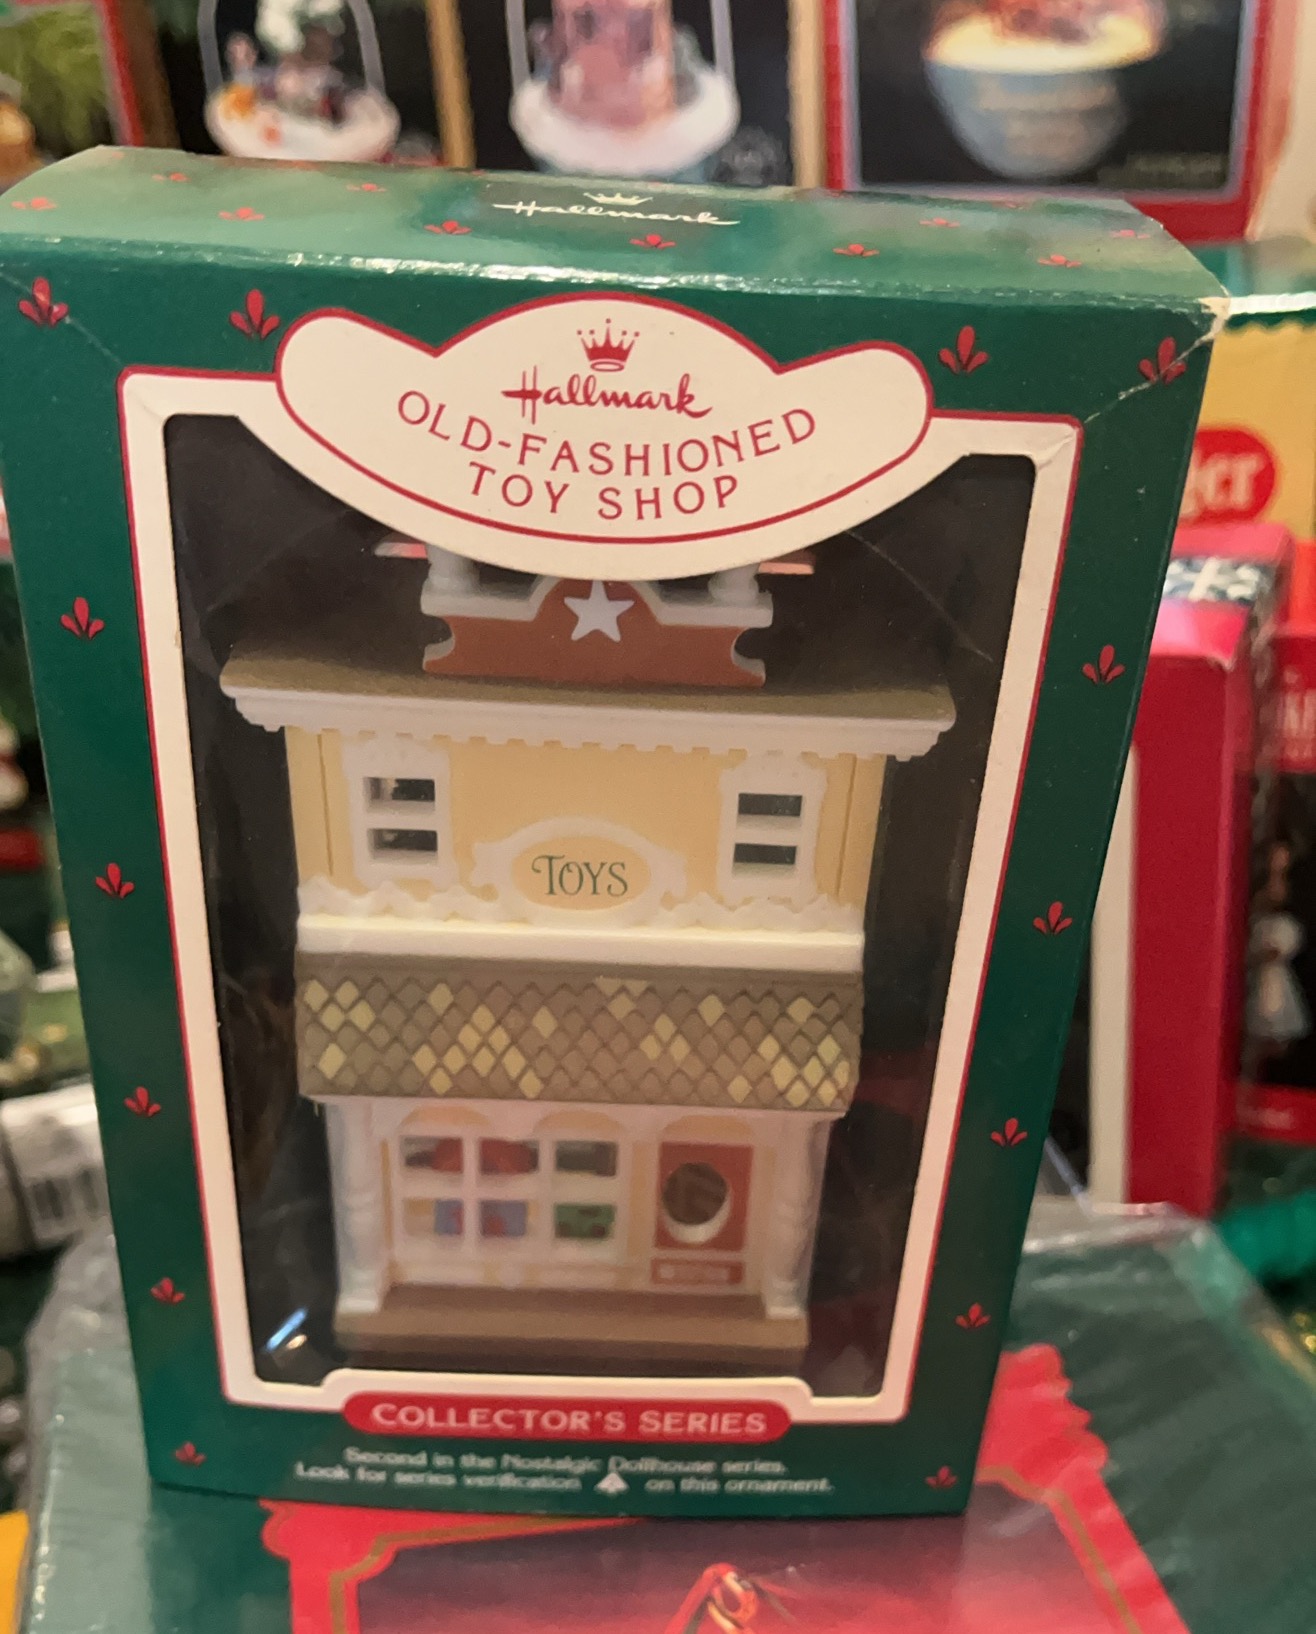 Hallmark
Hallmark
OLD-FASHIONED
TOY SHOP
TOYS
COLLECTOR'S SERIES
Second in the Nostalgic Dollhouse series.
Look for series verification on this ornament.